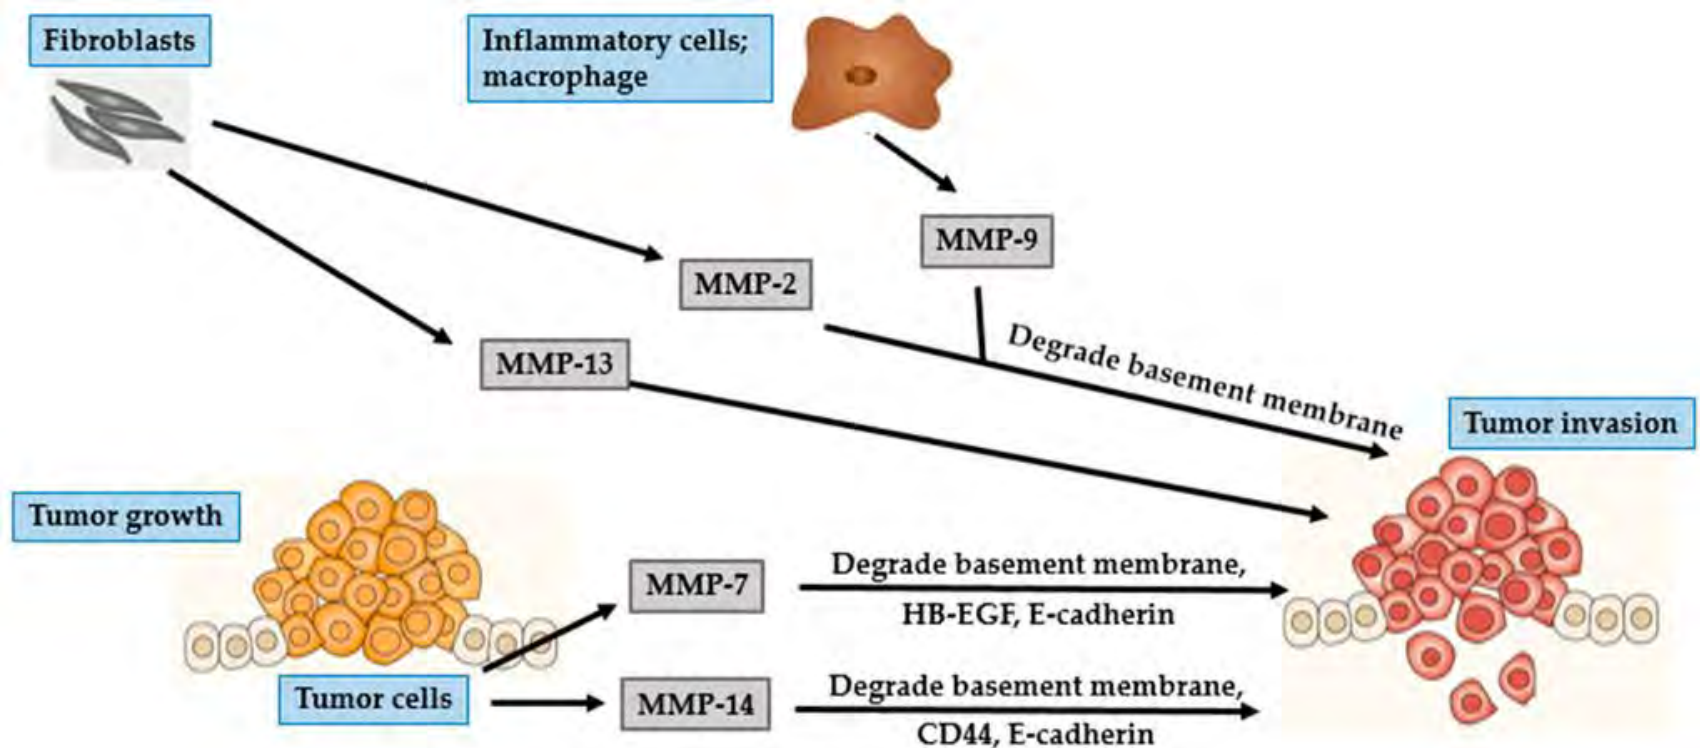 Fibroblasts
Inflammatory cells;
macrophage
MMP-9
MMP-2
MMP-13
Degrade basement membrane
Tumor invasion
Tumor growth
MMP-7
Degrade basement membrane,
HB-EGF, E-cadherin
Tumor cells
MMP-14
Degrade basement membrane,
CD44, E-cadherin